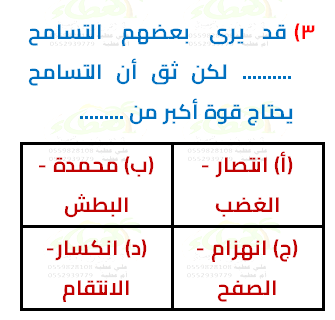 ٣) قد يرى بعضهم التسامح
.......... لكن ثق أن التسامح
يحتاج قوة أكبر من .........
(أ) انتصار - الغضب
(ب) محمدة - البطش
(ج) انهزام - الصفح
(د) انكسار- الانتقام